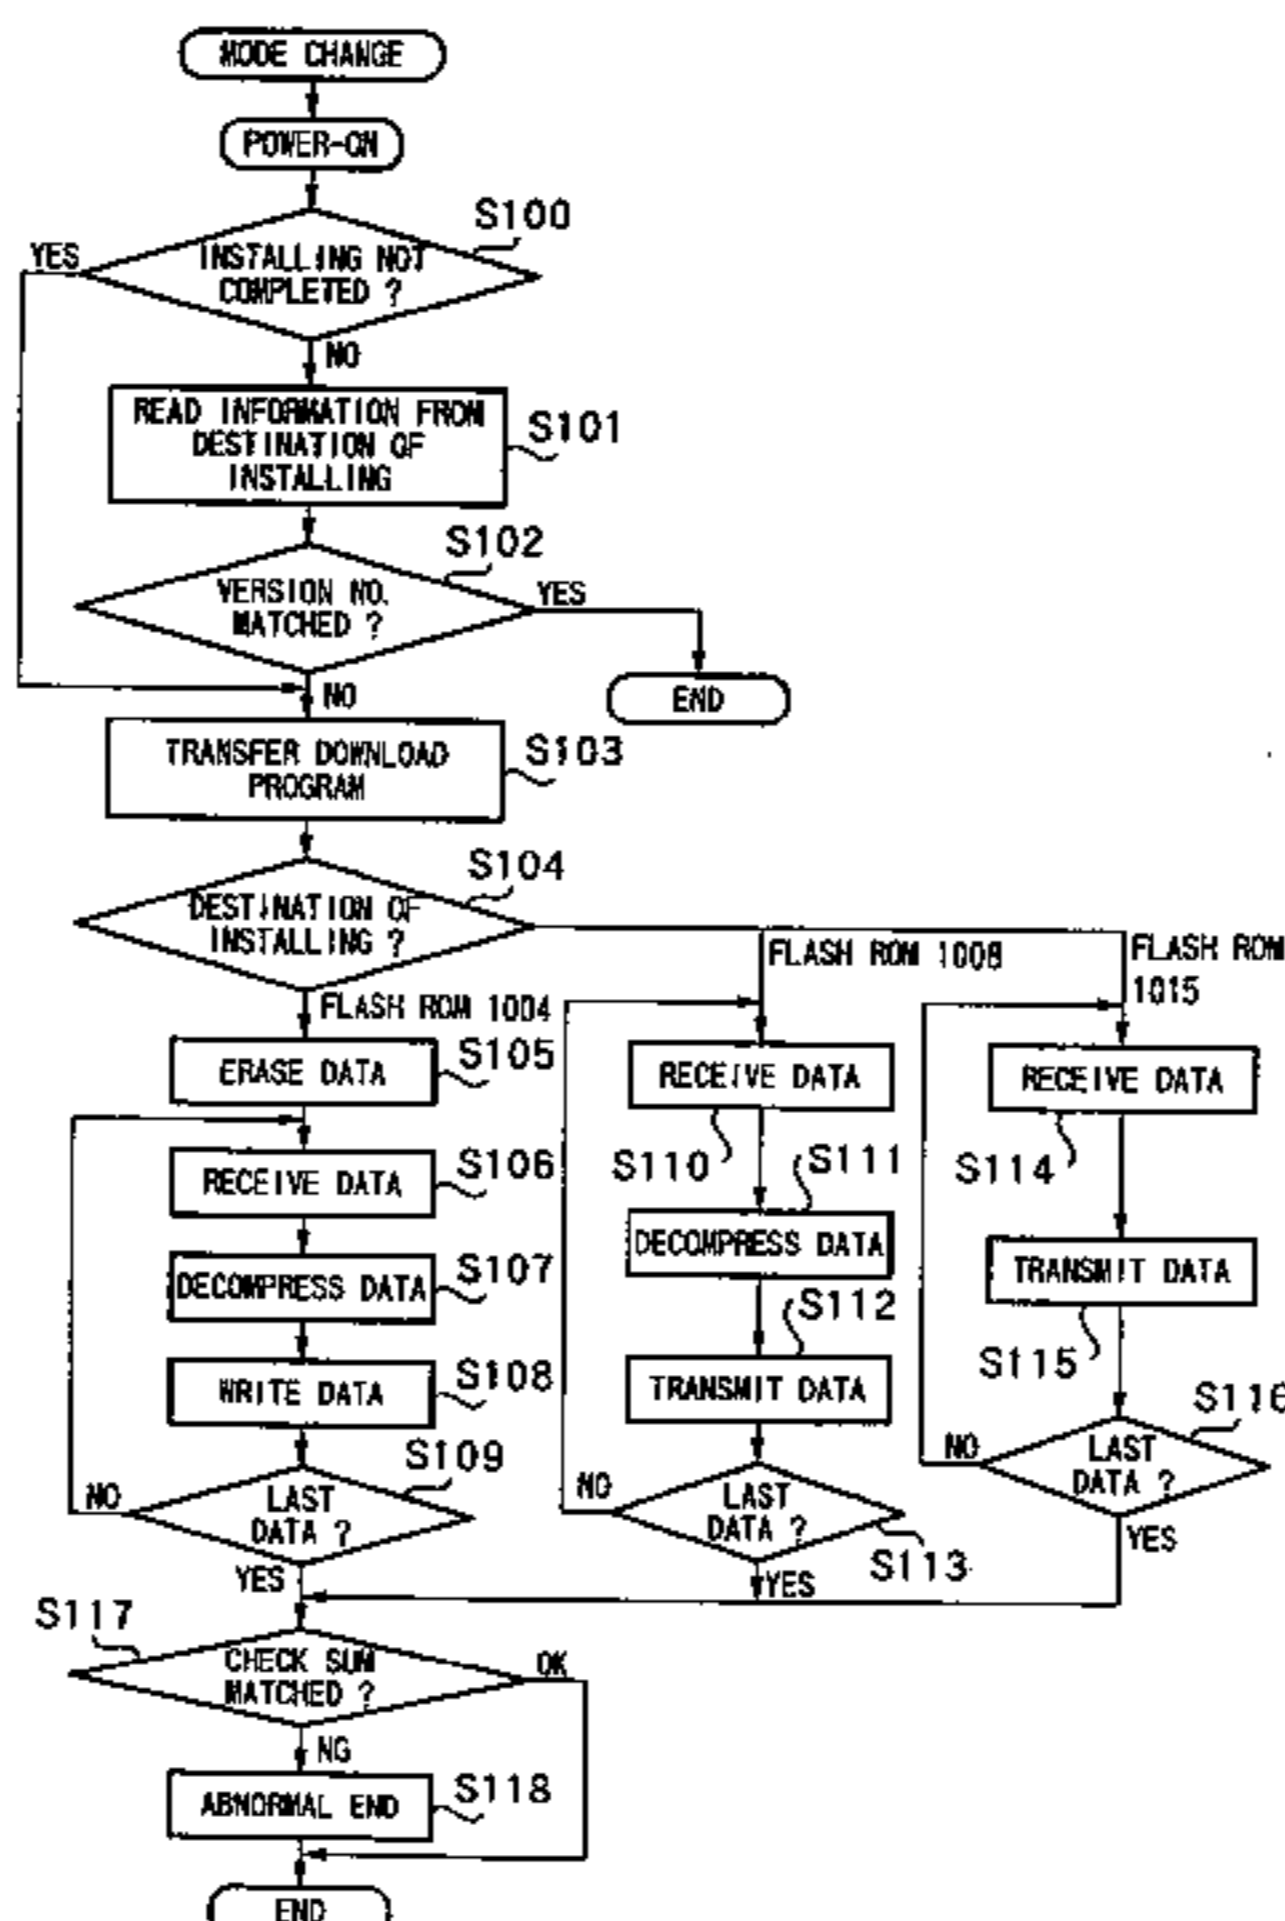 MODE CHANGE
POWER-ON
S100
YES
INSTALLING NOT
COMPLETED ?
NO
READ INFORMATION FROM
DESTINATION OF
INSTALLING
S101
S102
VERSION NO.
MATCHED ?
YES
NO
END
TRANSFER DOWNLOAD
PROGRAM
S103
S104
DESTINATION OF
INSTALLING ?
FLASH ROM 1004
FLASH ROM 1008
FLASH ROM
1015
ERASE DATA
S105
RECEIVE DATA
S106
DECOMPRESS DATA
S107
WRITE DATA
S108
S109
NO
LAST
DATA ?
YES
RECEIVE DATA
S110
S111
DECOMPRESS DATA
S112
TRANSMIT DATA
NO
LAST
DATA ?
S113
YES
RECEIVE DATA
S114
TRANSMIT DATA
S115
S116
NO
LAST
DATA ?
YES
S117
CHECK SUM
MATCHED ?
OK
NG
ABNORMAL END
S118
END